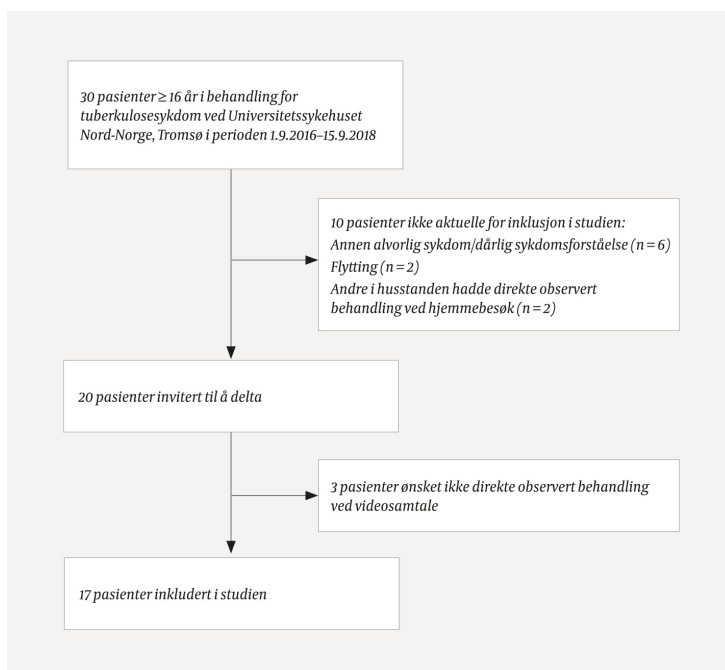 30 pasienter ≥ 16 år i behandling for
tuberkulosesykdom ved Universitetssykehuset
Nord-Norge, Tromsø i perioden 1.9.2016–15.9.2018
10 pasienter ikke aktuelle for inklusjon i studien:
Annen alvorlig sykdom/dårlig sykdomsforståelse (n = 6)
Flytting (n = 2)
Andre i husstanden hadde direkte observert
behandling ved hjemmebesøk (n = 2)
20 pasienter invitert til å delta
3 pasienter ønsket ikke direkte observert behandling
ved videosamtale
17 pasienter inkludert i studien